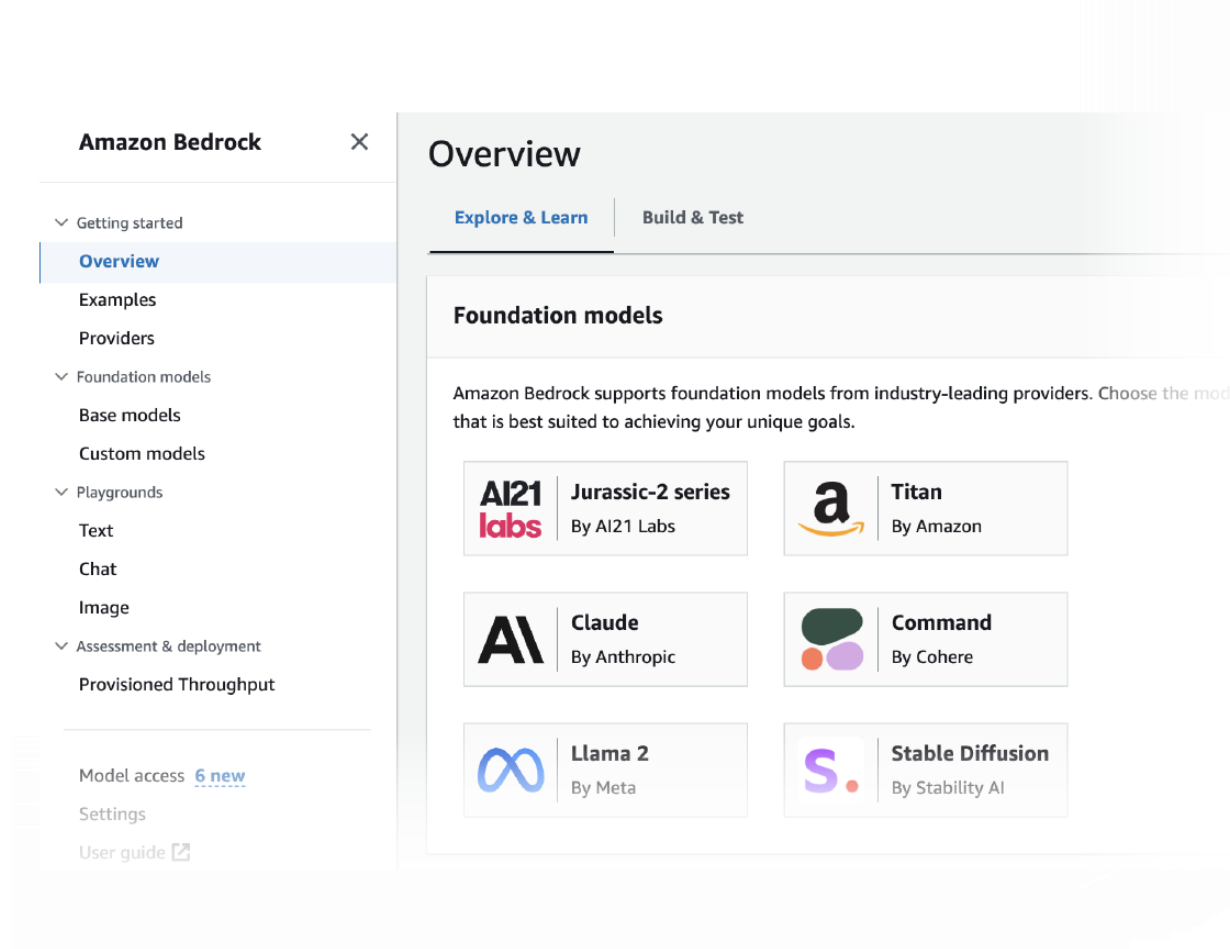 Amazon Bedrock
Getting started
Overview
Examples
Providers
Foundation models
Base models
Custom models
Playgrounds
Text
Chat
Image
Assessment & deployment
Provisioned Throughput
Model access 6 new
Settings
User guide
Overview
Explore & Learn
Build & Test
Foundation models
Amazon Bedrock supports foundation models from industry-leading providers. Choose the mod
that is best suited to achieving your unique goals.
AI21
labs
Jurassic-2 series
By AI21 Labs
a
Titan
By Amazon
AI
Claude
By Anthropic
Command
By Cohere
Llama 2
By Meta
S.
Stable Diffusion
By Stability AI